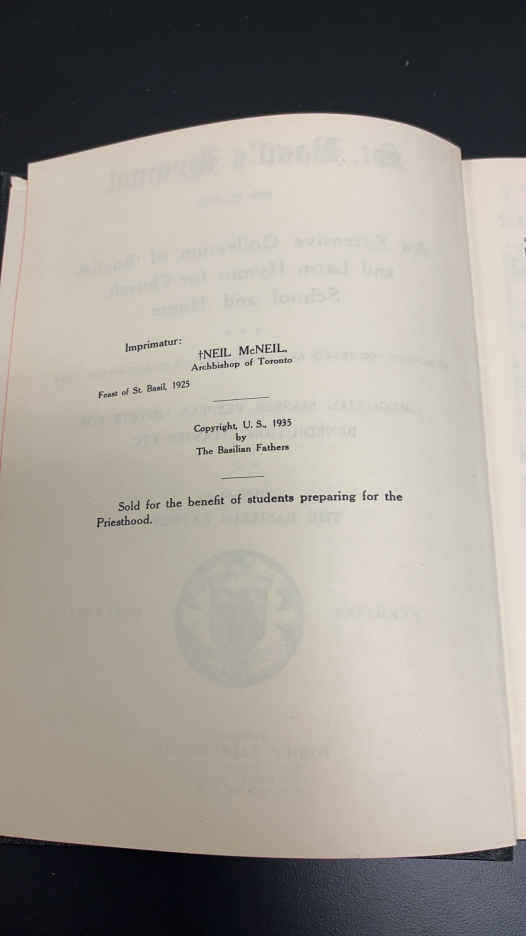 Imprimatur:
†NEIL McNEIL,
Archbishop of Toronto
Feast of St. Basil, 1925
Copyright, U. S., 1935
by
The Basilian Fathers
Sold for the benefit of students preparing for the
Priesthood.